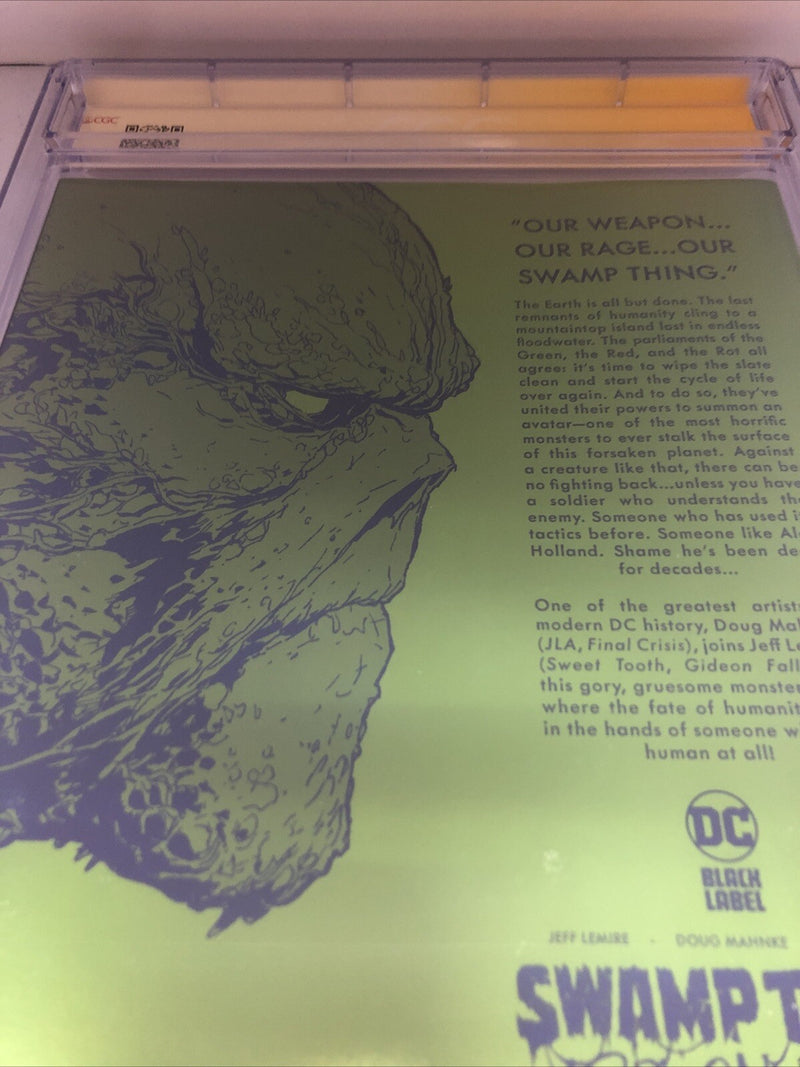 CGC
"OUR WEAPON...
OUR RAGE...OUR
SWAMP THING."
The Earth is all but done. The last
remnants of humanity cling to a
mountaintop island lost in endless
floodwater. The parliaments of the
Green, the Red, and the Rot all
agree: it's time to wipe the slate
clean and start the cycle of life
over again. And to do so, they've
united their powers to summon an
avatar—one of the most horrific
monsters to ever stalk the surface
of this forsaken planet. Against
a creature like that, there can be
no fighting back...unless you have
a soldier who understands
enemy. Someone who has used
tactics before. Someone like
Holland. Shame he's been
for decades...
One of the greatest artists
modern DC history, Doug
(JLA, Final Crisis), joins Jeff
(Sweet Tooth, Gideon
this gory, gruesome
where the fate of
in the hands of someone
human at all!
DC
BLACK
LABEL
JEFF LEMIRE - DOUG MAHNKE
SWAMP